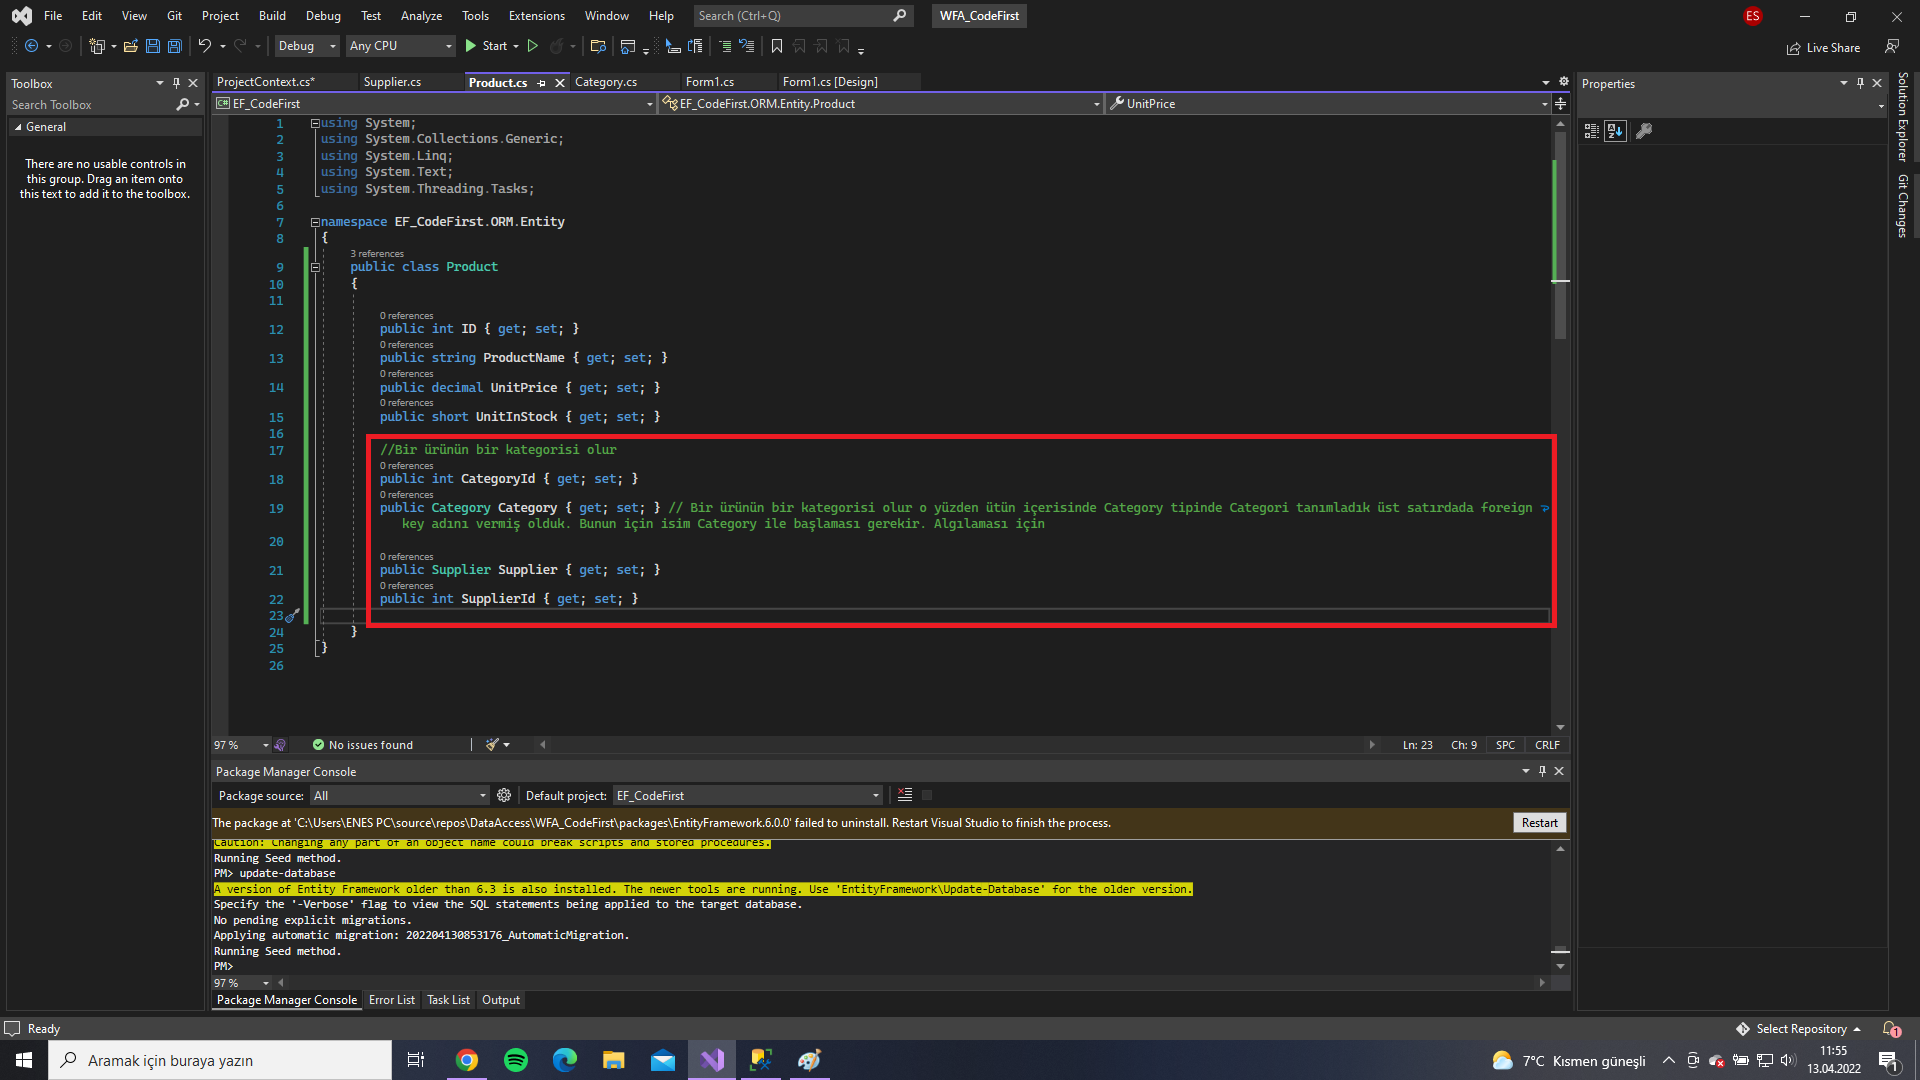 File Edit View Git Project Build Debug Test Analyze Tools Extensions Window Help Search (Ctrl+Q) WFA_CodeFirst ES
Debug Any CPU Start Live Share
Toolbox
Search Toolbox
General
There are no usable controls in
this group. Drag an item onto
this text to add it to the toolbox.
ProjectContext.cs* Supplier.cs Product.cs Category.cs Form1.cs Form1.cs [Design]
EF_CodeFirst EF_CodeFirst.ORM.Entity.Product UnitPrice
1 using System;
2 using System.Collections.Generic;
3 using System.Linq;
4 using System.Text;
5 using System.Threading.Tasks;
6
7 namespace EF_CodeFirst.ORM.Entity
8 {
3 references
9 public class Product
10 {
11
0 references
12 public int ID { get; set; }
0 references
13 public string ProductName { get; set; }
0 references
14 public decimal UnitPrice { get; set; }
0 references
15 public short UnitInStock { get; set; }
16
17 //Bir ürünün bir kategorisi olur
0 references
18 public int CategoryId { get; set; }
0 references
19 public Category Category { get; set; } // Bir ürünün bir kategorisi olur o yüzden ütün içerisinde Category tipinde Categori tanımladık üst satırdada foreign
key adını vermiş olduk. Bunun için isim Category ile başlaması gerekir. Algılaması için
20
0 references
21 public Supplier Supplier { get; set; }
0 references
22 public int SupplierId { get; set; }
23
24 }
25 }
26
97 % No issues found Ln: 23 Ch: 9 SPC CRLF
Package Manager Console
Package source: All Default project: EF_CodeFirst
The package at 'C:\Users\ENES PC\source\repos\DataAccess\WFA_CodeFirst\packages\EntityFramework.6.0.0' failed to uninstall. Restart Visual Studio to finish the process. Restart
Caution: Changing any part of an object name could break scripts and stored procedures.
Running Seed method.
PM> update-database
A version of Entity Framework older than 6.3 is also installed. The newer tools are running. Use 'EntityFramework\Update-Database' for the older version.
Specify the '-Verbose' flag to view the SQL statements being applied to the target database.
No pending explicit migrations.
Applying automatic migration: 202204130853176_AutomaticMigration.
Running Seed method.
PM>
97 %
Package Manager Console Error List Task List Output
Properties
Solution Explorer
Git Changes
Ready Select Repository 1
Aramak için buraya yazın 7°C Kısmen güneşli 11:55
13.04.2022 1